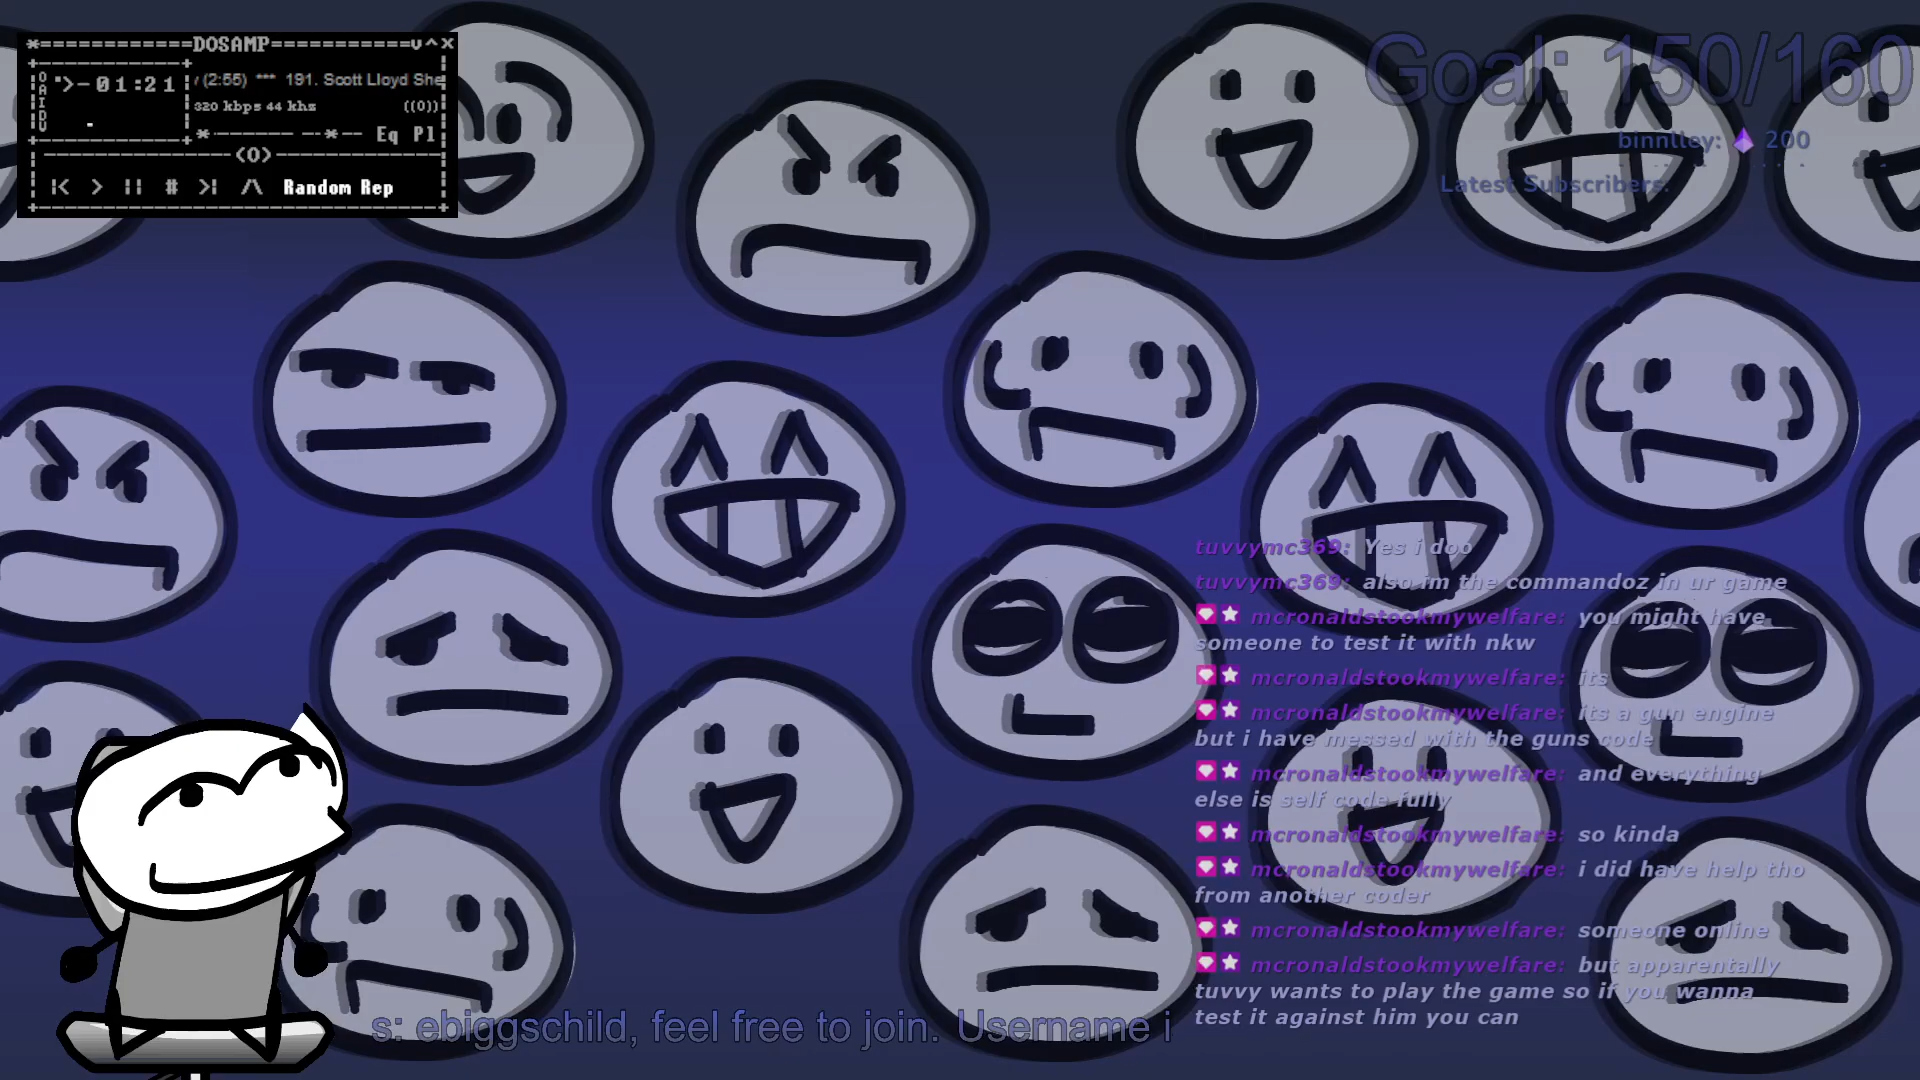 DOSAMP
01:21
(2:55) *** 191. Scott Lloyd She
320 kbps 44 khz ((0))
Eq Pl
Random Rep
Goal: 150/160
binntley: 200
Latest Subscribers:
tuvvymc369: Yes i doo
tuvvymc369: also im the commandoz in ur game
mcronaldstookmywelfare: you might have
someone to test it with nkw
mcronaldstookmywelfare: its
mcronaldstookmywelfare: its a gun engine
but i have messed with the guns code
mcronaldstookmywelfare: and everything
else is self code fully
mcronaldstookmywelfare: so kinda
mcronaldstookmywelfare: i did have help tho
from another coder
mcronaldstookmywelfare: someone online
mcronaldstookmywelfare: but apparentally
tuvvy wants to play the game so if you wanna
test it against him you can
s: ebiggschild, feel free to join. Username i